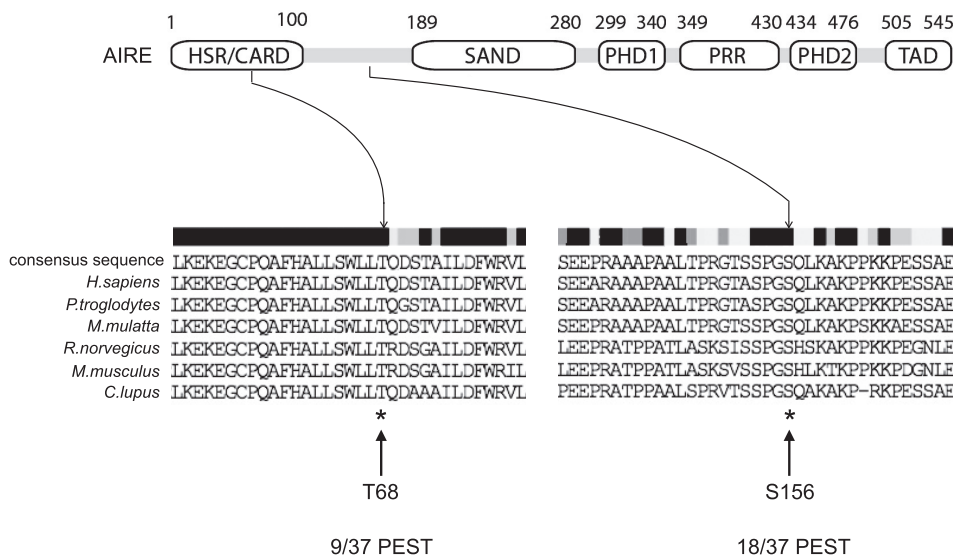 1 100 189 280 299 340 349 430 434 476 505 545
AIRE HSR/CARD SAND PHD1 PRR PHD2 TAD
consensus sequence LKEKEGCPQAFHALLSWLLTQDSTAILDFWRVL SEEPRAAAPAALTPRGTSSPGSQLKAKPPKKPESSAE
H.sapiens LKEKEGCPQAFHALLSWLLTQDSTAILDFWRVL SEEARAAAPAALTPRGTASPGSQLKAKPPKKPESSAE
P.troglodytes LKEKEGCPQAFHALLSWLLTQGSTAILDFWRVL SEARAAAPAALTPRGTASPGSQLKAKPPKKPESSAE
M.mulatta LKEKEGCPQAFHALLSWLLTQDSTVILDFWRVL SEEPRAAAPAALTPRGTASPGSQLKAKPSKKAESSAE
R.norvegicus LKEKEGCPQAFHALLSWLLTRDSGAILDFWRVL LEEPRATPPATLASKSISSPGSHSKAKPPKKPEGNLE
M.musculus LKEKEGCPQAFHALLSWLLTRDSGAILDFWRIL LEEPRATPPATLASKSVSSPGSHLKTKPPKKPDGNLE
C.lupus LKEKEGCPQAFHALLSWLLTQDAAAILDFWRVL PEEPRATPPAALSPRVTSSPGSQAKAKP-RKPESSAE
* *
T68 S156
9/37 PEST 18/37 PEST